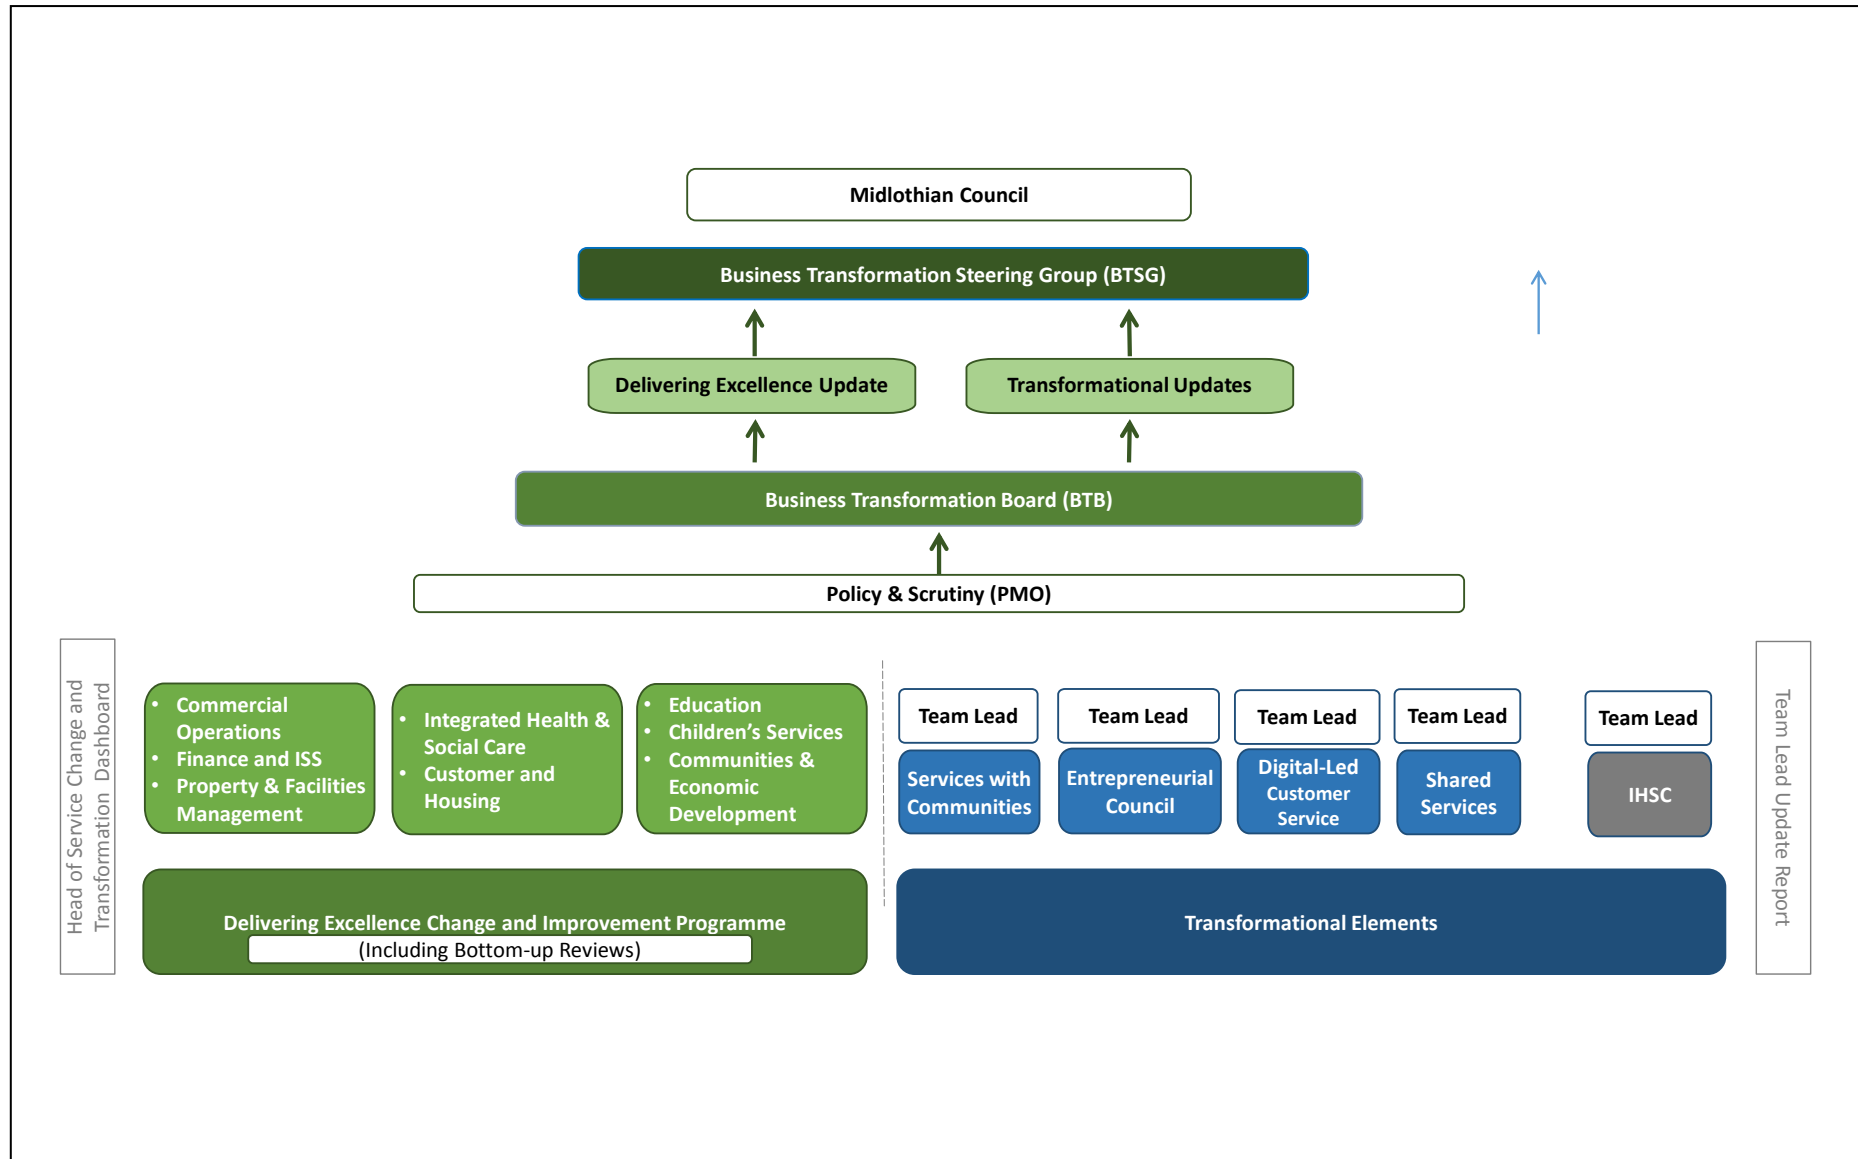 Midlothian Council
Business Transformation Steering Group (BTSG)
Delivering Excellence Update
Transformational Updates
Business Transformation Board (BTB)
Policy & Scrutiny (PMO)
Head of Service Change and
Transformation Dashboard
• Commercial
Operations
• Finance and ISS
• Property & Facilities
Management
• Integrated Health &
Social Care
• Customer and
Housing
• Education
• Children's Services
• Communities &
Economic
Development
Team Lead
Services with
Communities
Team Lead
Entrepreneurial
Council
Team Lead
Digital-Led
Customer
Service
Team Lead
Shared
Services
Team Lead
IHSC
Team Lead Update Report
Delivering Excellence Change and Improvement Programme
(Including Bottom-up Reviews)
Transformational Elements